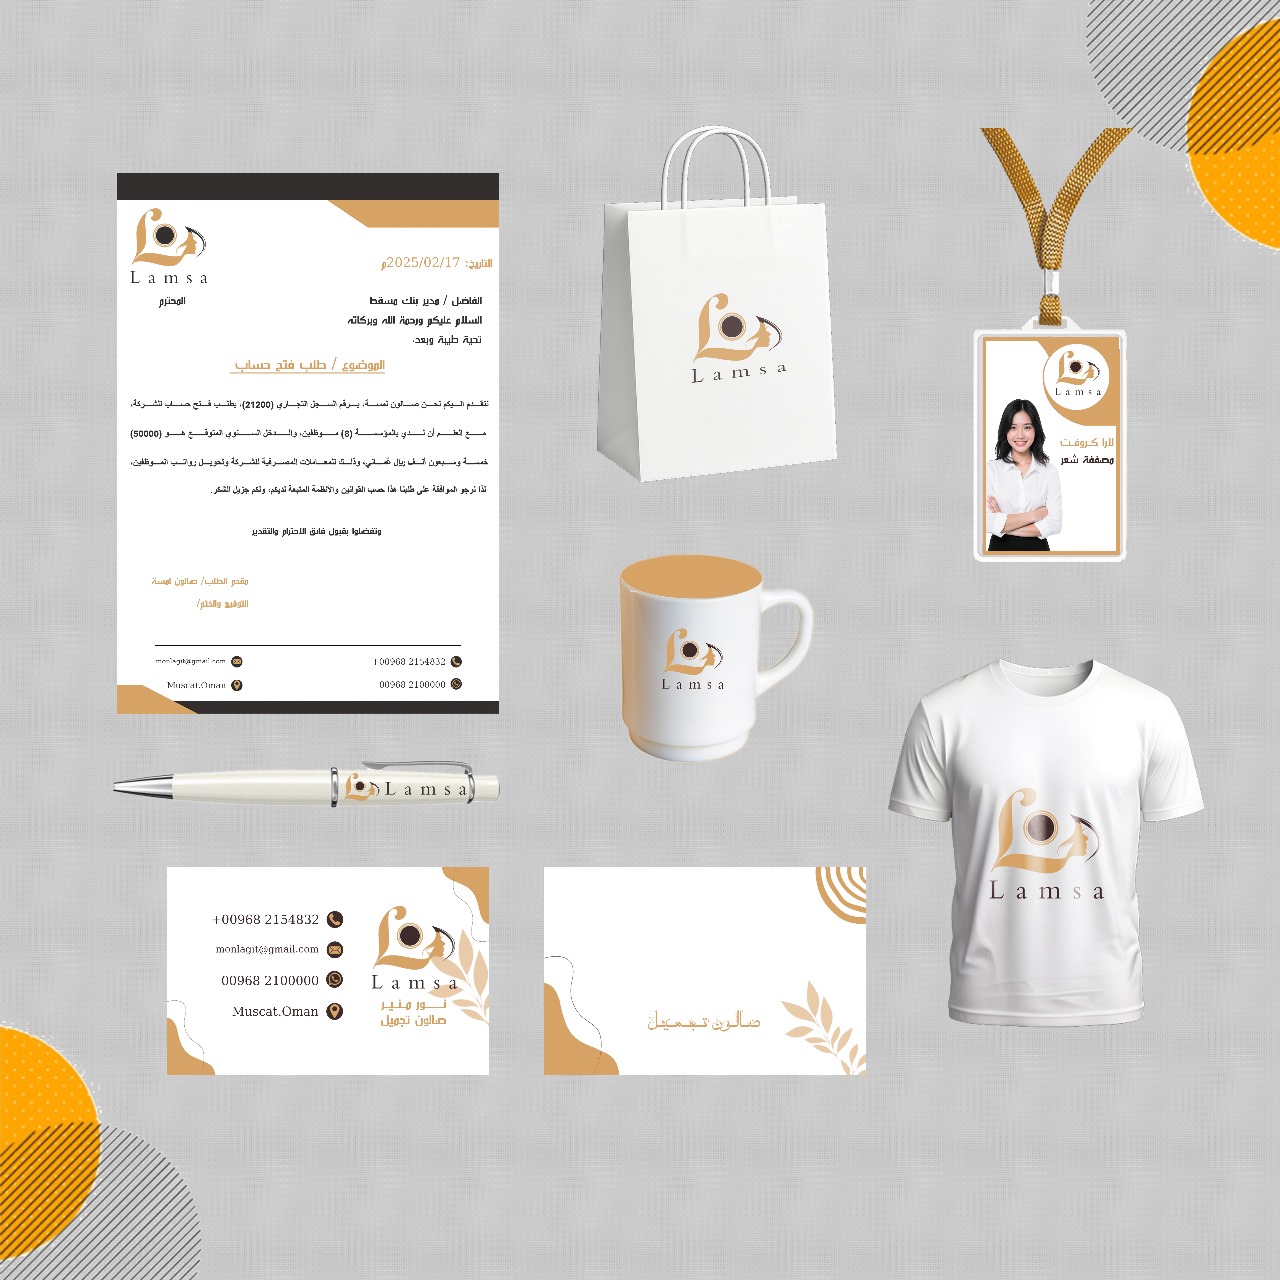 Lamsa
التاريخ: 2025/02/17م
الفاضل / مدير بنك مسقط
المحترم
السلام عليكم ورحمة الله وبركاته
تحية طيبة وبعد،
الموضوع / طلب فتح حساب
نتقدم اليكم نحن صالون لمسة، برقم السجل التجاري (21200)، بطلب فتح حساب للشركة،
مع العلم أن لدي بالمؤسسة (8) موظفين، والدخل السنوي المتوقع هو (50000)
خمسة وسبعون ألف ريال عُماني، وذلك للمعاملات المصرفية للشركة وتحويل رواتب الموظفين،
لذا نرجو الموافقة على طلبنا هذا حسب القوانين والأنظمة المتبعة لديكم، ولكم جزيل الشكر.
وتفضلوا بقبول فائق الاحترام والتقدير
مقدم الطلب/ صالون لمسة
التوقيع والختم/
+00968 2154832
monlagit@gmail.com
00968 2100000
Muscat.Oman
Lamsa
Lamsa
لارا كروفت
مصففة شعر
Lamsa
Lamsa
Lamsa
+00968 2154832
monlagit@gmail.com
00968 2100000
Muscat.Oman
Lamsa
نور منير
صالون تجميل
صالون تجميل